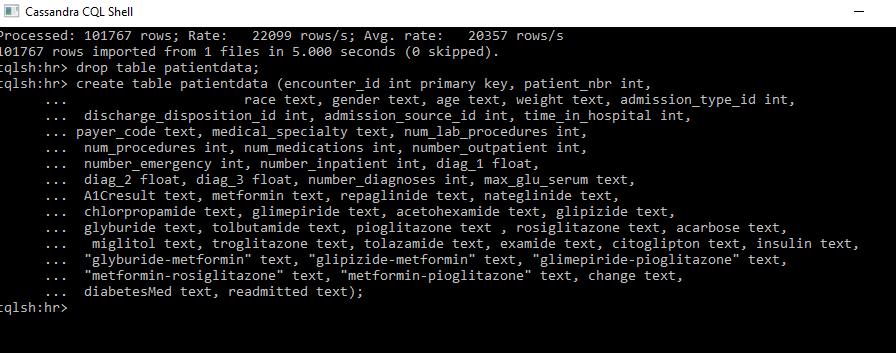 Cassandra CQL Shell
Processed: 101767 rows; Rate:   22099 rows/s; Avg. rate:   20357 rows/s
101767 rows imported from 1 files in 5.000 seconds (0 skipped).
cqlsh:hr> drop table patientdata;
cqlsh:hr> create table patientdata (encounter_id int primary key, patient_nbr int,
      ...                      race text, gender text, age text, weight text, admission_type_id int,
      ...  discharge_disposition_id int, admission_source_id int, time_in_hospital int,
      ... payer_code text, medical_specialty text, num_lab_procedures int,
      ...  num_procedures int, num_medications int, number_outpatient int,
      ...  number_emergency int, number_inpatient int, diag_1 float,
      ...  diag_2 float, diag_3 float, number_diagnoses int, max_glu_serum text,
      ...  A1Cresult text, metformin text, repaglinide text, nateglinide text,
      ...  chlorpropamide text, glimepiride text, acetohexamide text, glipizide text,
      ...  glyburide text, tolbutamide text, pioglitazone text , rosiglitazone text, acarbose text,
      ...   miglitol text, troglitazone text, tolazamide text, examide text, citoglipton text, insulin text,
      ...  "glyburide-metformin" text, "glipizide-metformin" text, "glimepiride-pioglitazone" text,
      ...  "metformin-rosiglitazone" text, "metformin-pioglitazone" text, change text,
      ...  diabetesMed text, readmitted text);
cqlsh:hr>